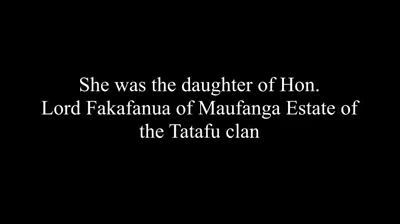 She was the daughter of Hon.
Lord Fakafanua of Maufanga Estate of
the Tatafu clan